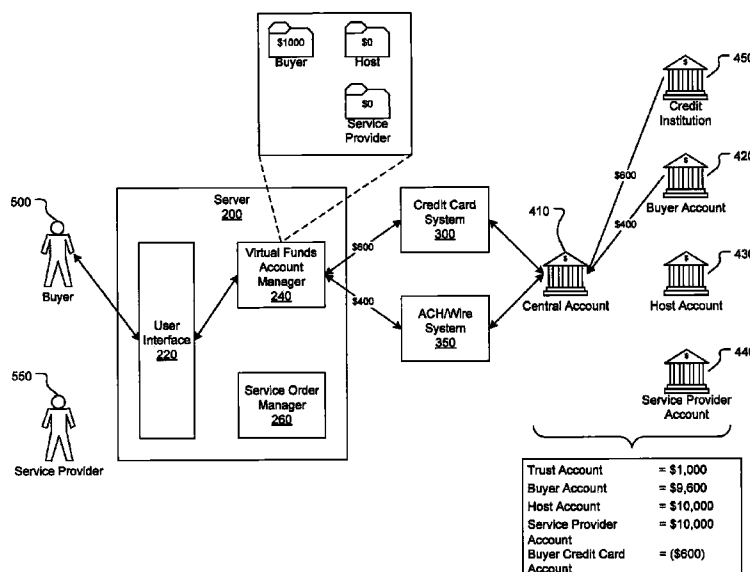 $1000
Buyer
$0
Host
$0
Service
Provider
450
Credit
Institution
$600
420
Buyer Account
$400
430
Host Account
440
Service Provider
Account
410
Central Account
Credit Card
System
300
ACH/Wire
System
350
$600
$400
Server
200
Virtual Funds
Account
Manager
240
User
Interface
220
Service Order
Manager
260
500
Buyer
550
Service Provider
Trust Account = $1,000
Buyer Account = $9,600
Host Account = $10,000
Service Provider = $10,000
Account
Buyer Credit Card = ($600)
Account